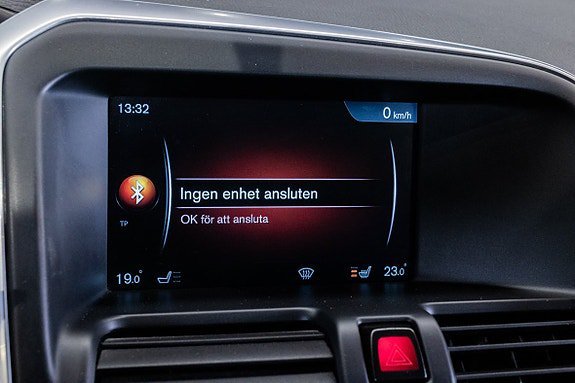 13:32
0 km/h
Ingen enhet ansluten
OK för att ansluta
TP
19.0° 23.0°